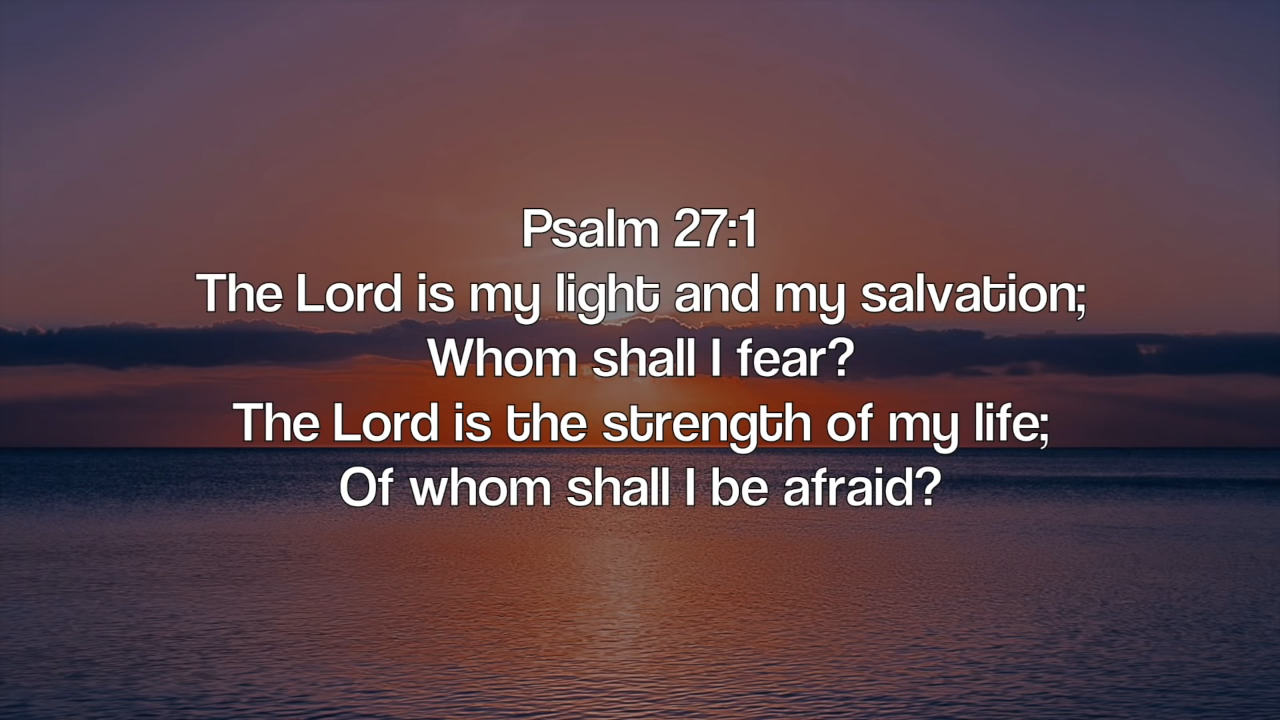 Psalm 27:1
The Lord is my light and my salvation;
Whom shall I fear?
The Lord is the strength of my life;
Of whom shall I be afraid?